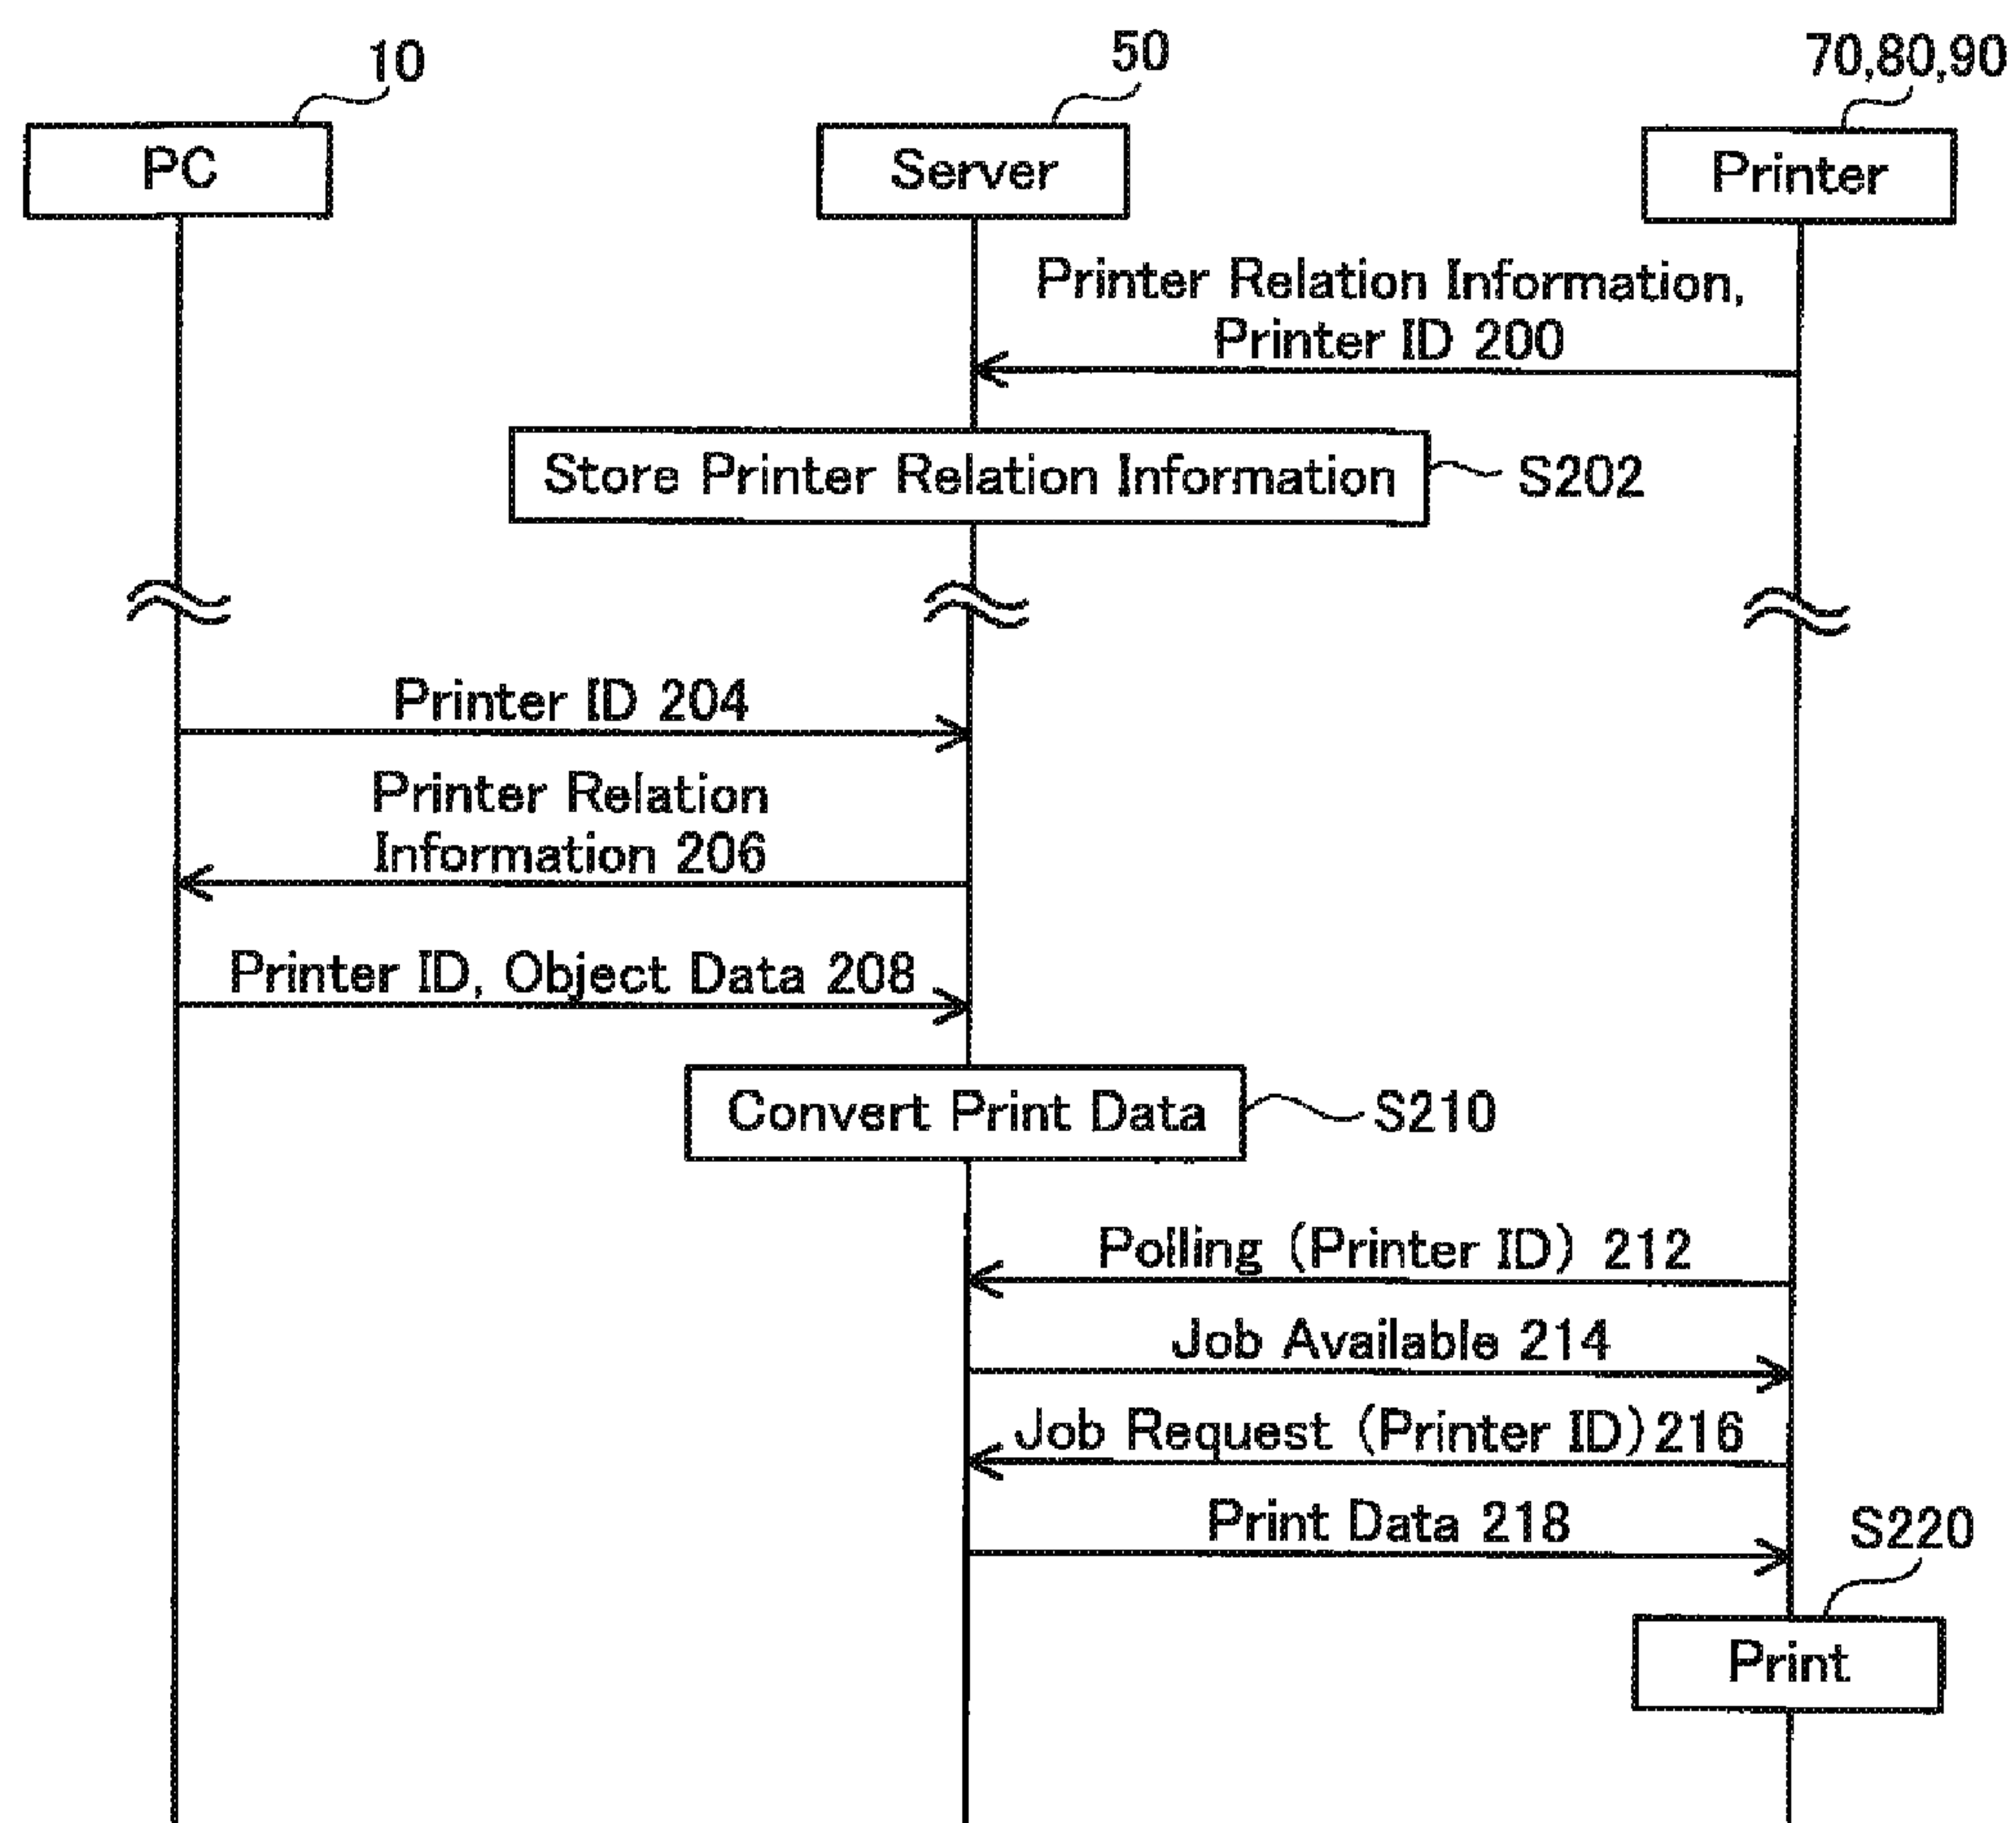 10
50
70,80,90
PC
Server
Printer
Printer Relation Information,
Printer ID 200
Store Printer Relation Information
S202
Printer ID 204
Printer Relation
Information 206
Printer ID, Object Data 208
Convert Print Data
S210
Polling (Printer ID) 212
Job Available 214
Job Request (Printer ID) 216
Print Data 218
S220
Print